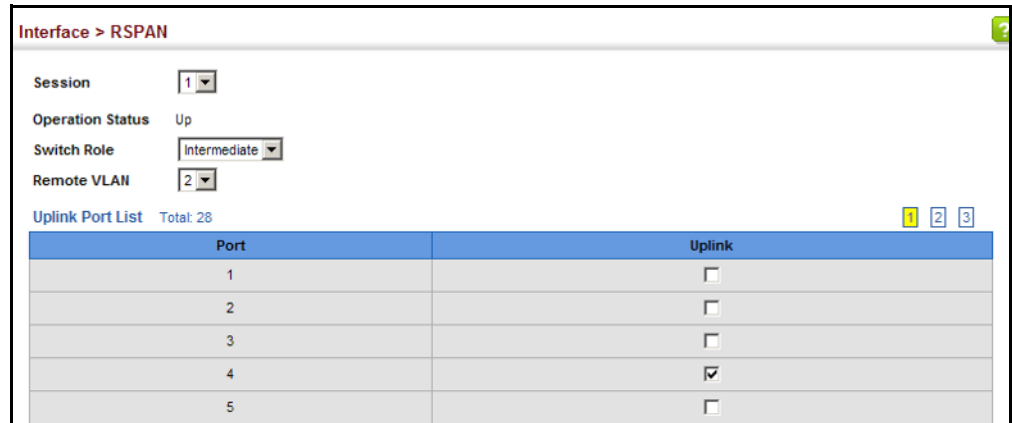 Interface > RSPAN
?
Session 1
Operation Status Up
Switch Role Intermediate
Remote VLAN 2
Uplink Port List Total: 28 1 2 3
Port Uplink
1
2
3
4
5